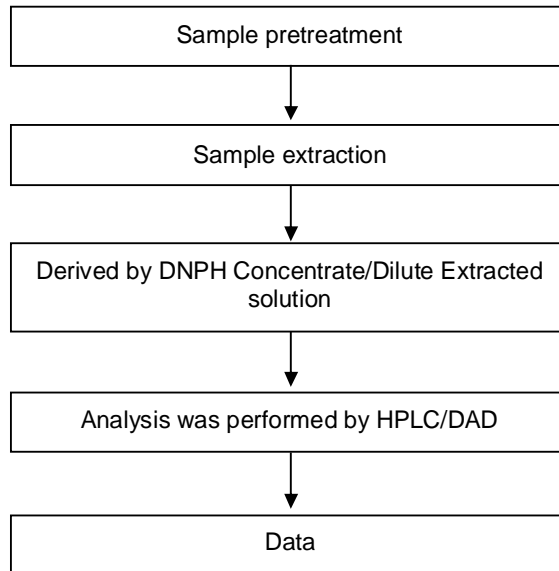 Sample pretreatment
Sample extraction
Derived by DNPH Concentrate/Dilute Extracted
solution
Analysis was performed by HPLC/DAD
Data